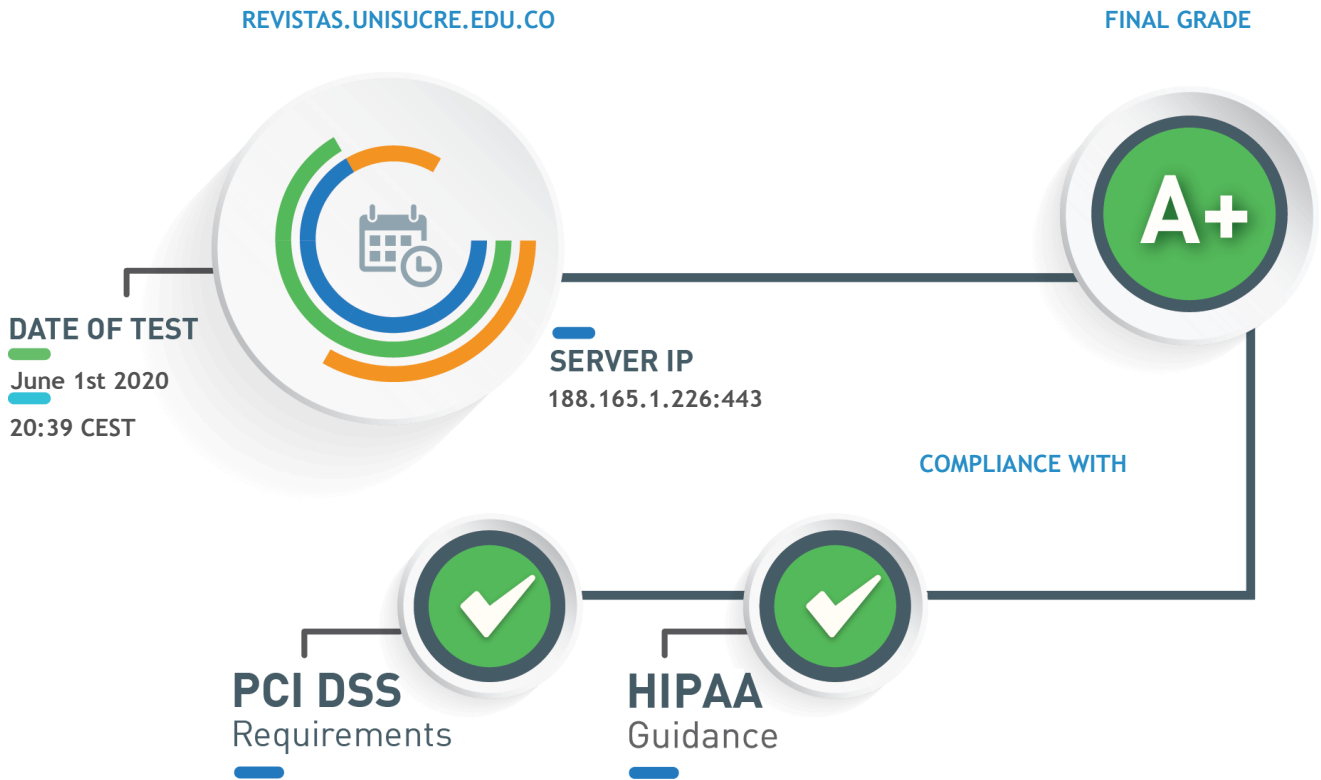 REVISTAS.UNISUCRE.EDU.CO
FINAL GRADE
A+
DATE OF TEST
June 1st 2020
20:39 CEST
SERVER IP
188.165.1.226:443
COMPLIANCE WITH
PCI DSS
Requirements
HIPAA
Guidance